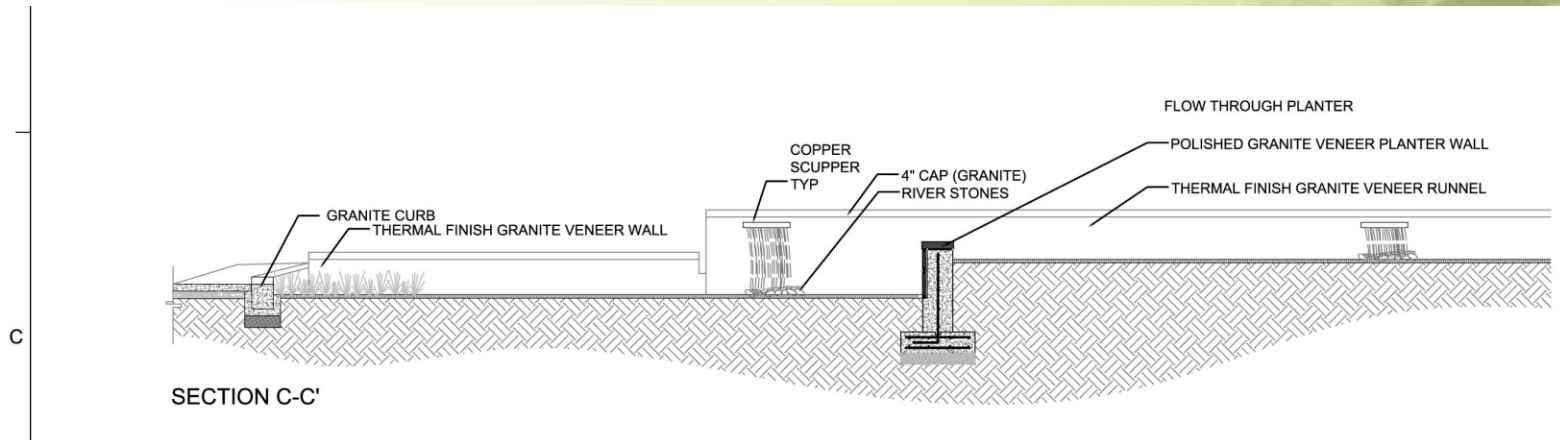 FLOW THROUGH PLANTER
COPPER
SCUPPER
TYP
POLISHED GRANITE VENEER PLANTER WALL
4" CAP (GRANITE)
RIVER STONES
THERMAL FINISH GRANITE VENEER RUNNEL
GRANITE CURB
THERMAL FINISH GRANITE VENEER WALL
C
SECTION C-C'